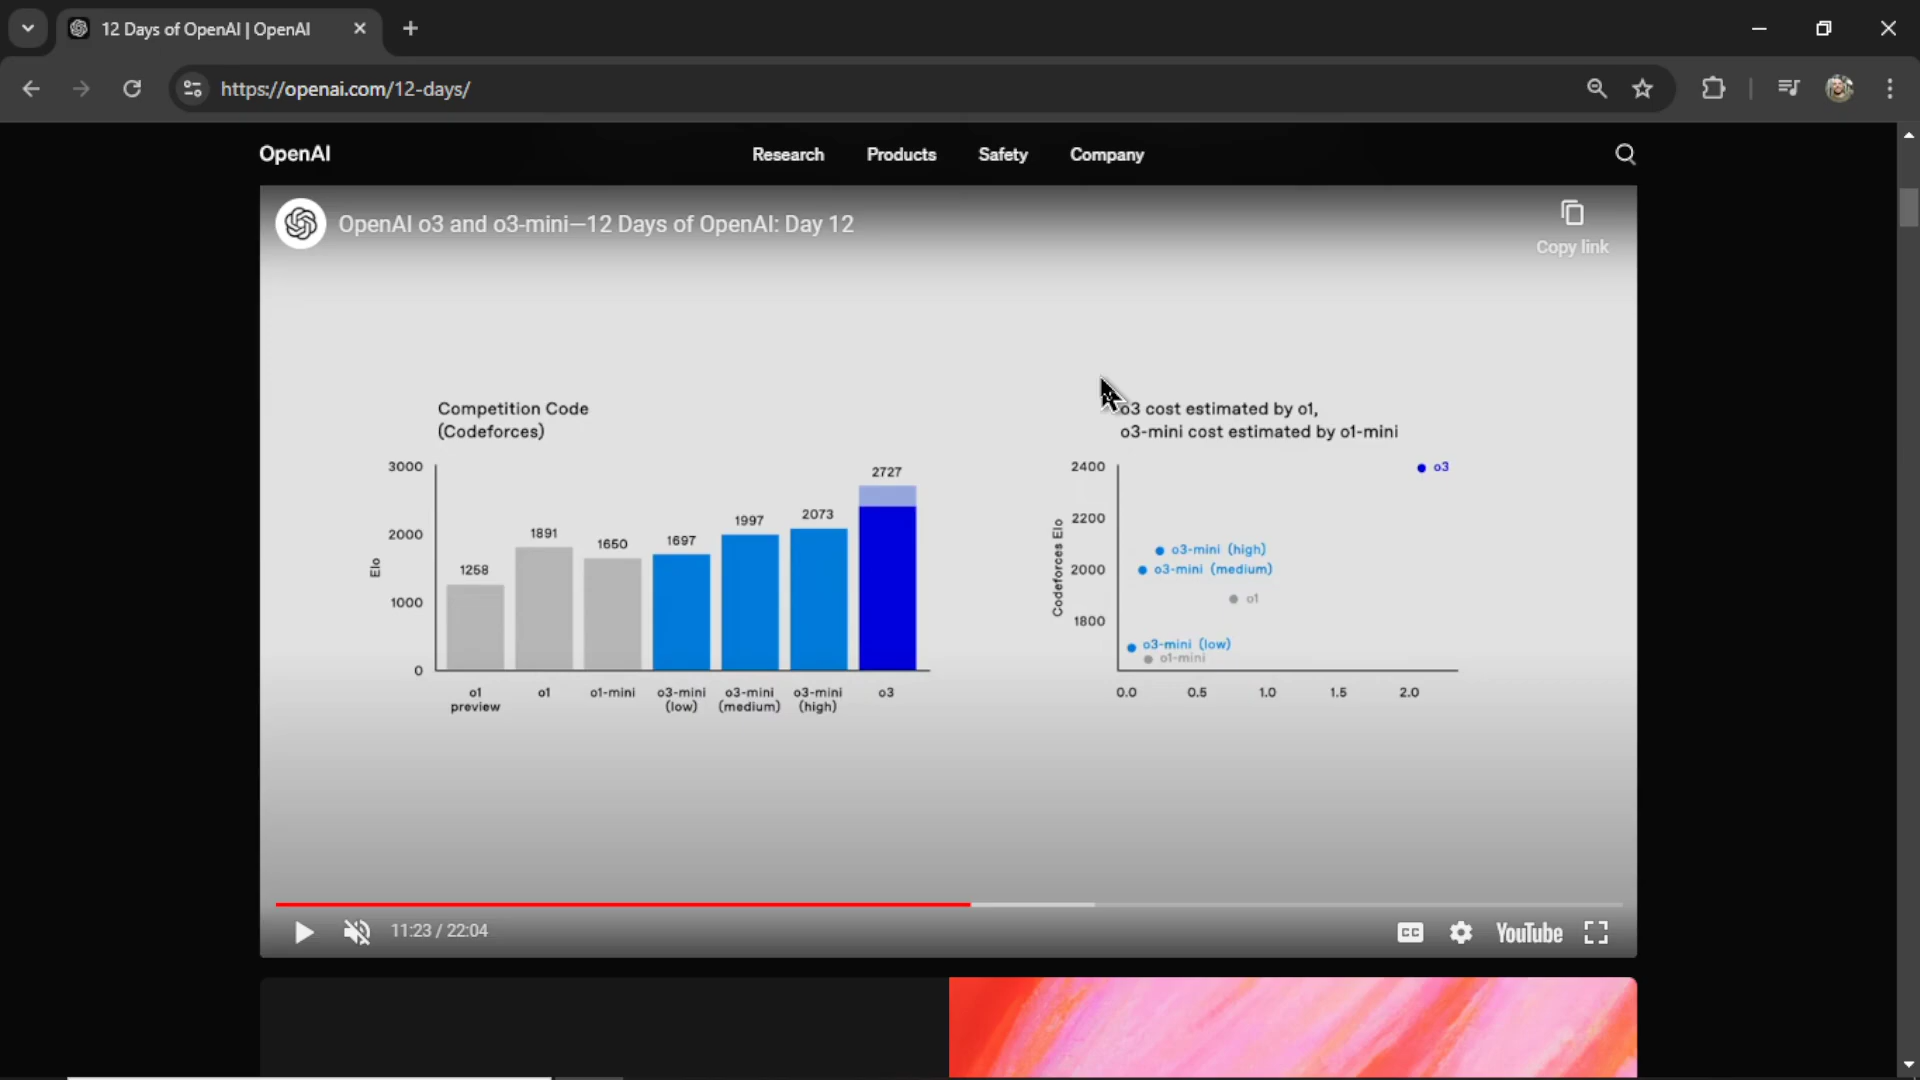 12 Days of OpenAI | OpenAI
https://openai.com/12-days/
OpenAI
Research
Products
Safety
Company
OpenAI o3 and o3-mini—12 Days of OpenAI: Day 12
Copy link
Competition Code
(Codeforces)
3000
2000
1000
0
Elo
1258
1891
1650
1697
1997
2073
2727
o1
preview
o1
o1-mini
o3-mini
(low)
o3-mini
(medium)
o3-mini
(high)
o3
o3 cost estimated by o1,
o3-mini cost estimated by o1-mini
2400
2200
2000
1800
Codeforces Elo
o3
o3-mini (high)
o3-mini (medium)
o1
o3-mini (low)
o1-mini
0.0
0.5
1.0
1.5
2.0
11:23 / 22:04
CC
YouTube